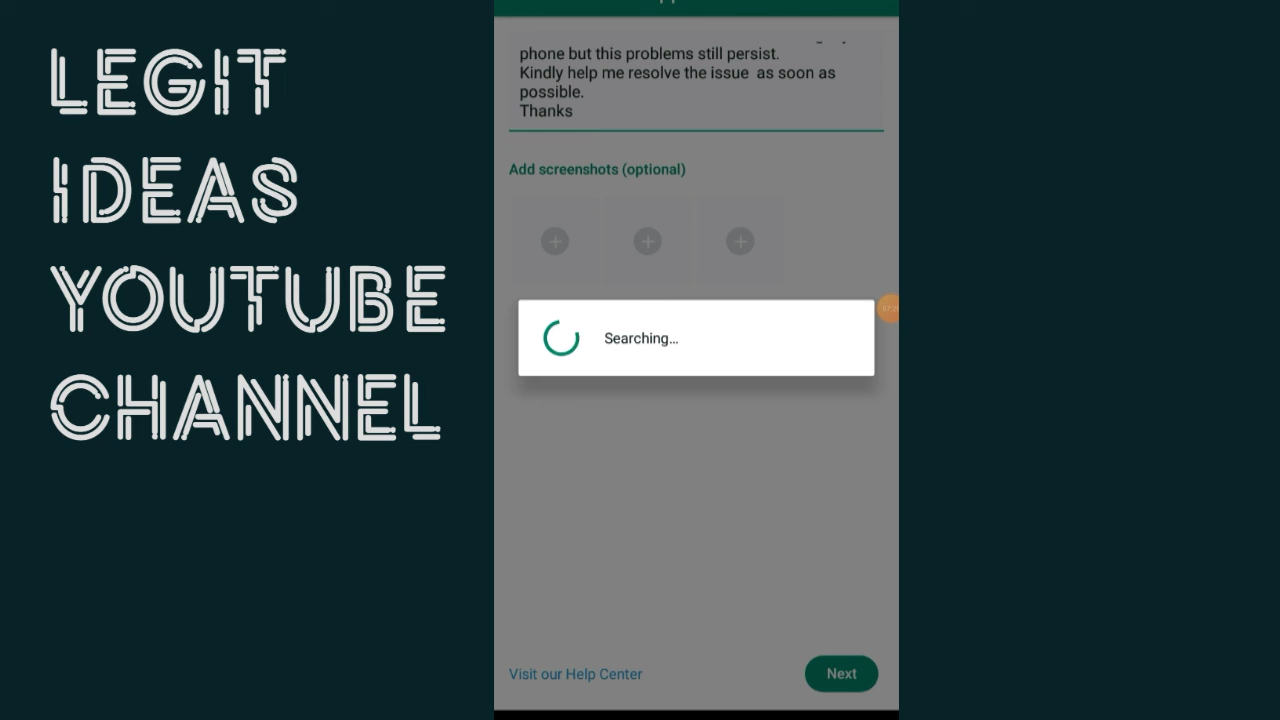 LEGIT
IDEAS
YOUTUBE
CHANNEL
phone but this problems still persist.
Kindly help me resolve the issue as soon as
possible.
Thanks
Add screenshots (optional)
Searching...
Visit our Help Center
Next